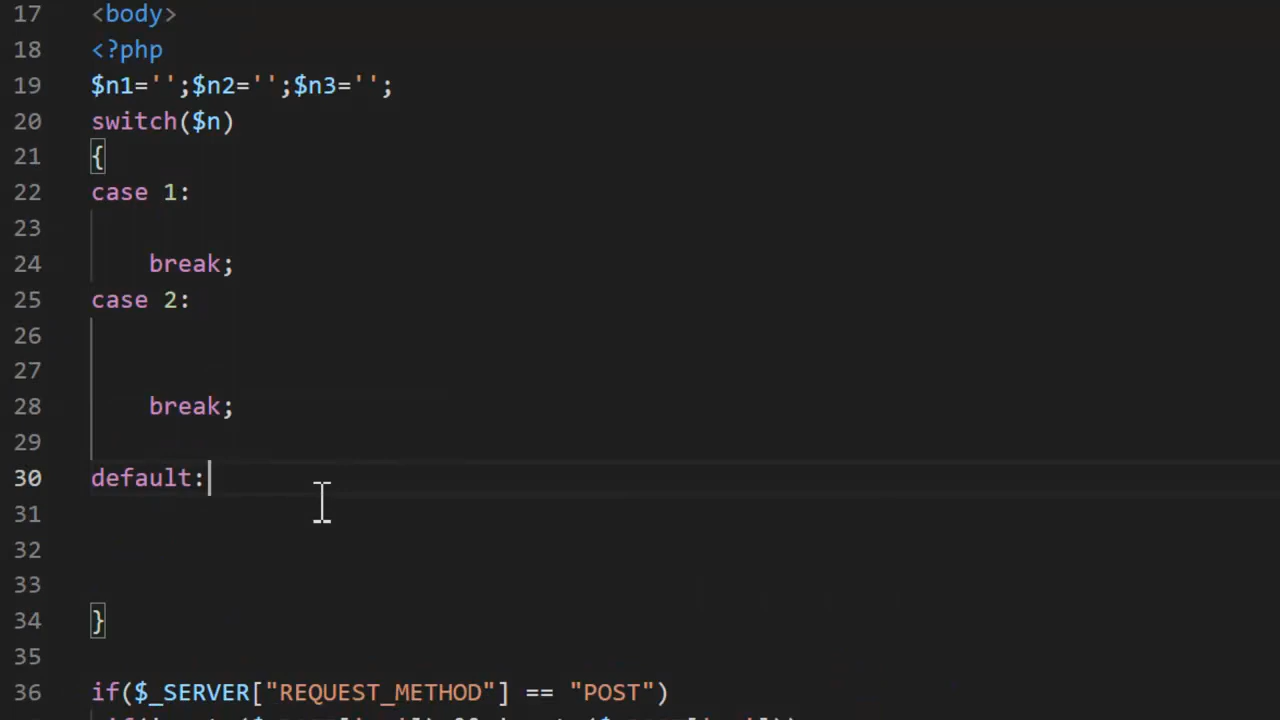 17 <body>
18 <?php
19 $n1='';$n2='';$n3='';
20 switch($n)
21 {
22 case 1:
23
24 break;
25 case 2:
26
27
28 break;
29
30 default:
31
32
33
34 }
35
36 if($_SERVER["REQUEST_METHOD"] == "POST")